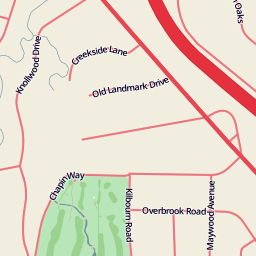 Oaks
Creekside Lane
Knollwood Drive
Old Landmark Drive
Chapin Way
Kilbourn Road
Overbrook Road
Maywood Avenue